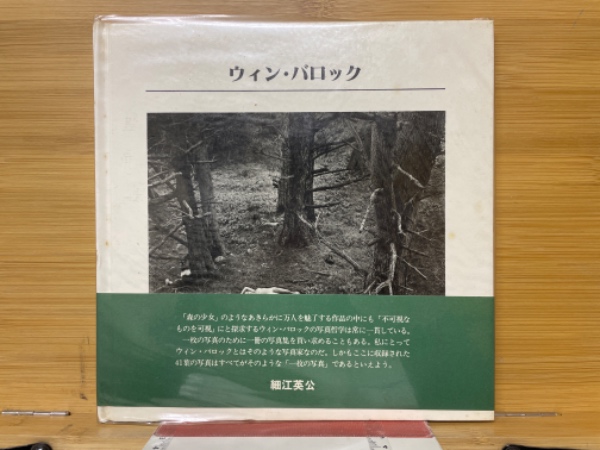 ウィン・バロック
「森の少女」のようなあきらかに万人を魅了する作品の中にも「不可視な
ものを可視」にと探求するウィン・バロックの写真哲学は常に一貫している。
一枚の写真のために一冊の写真集を買い求めることもある。私にとって
ウィン・バロックとはそのような写真家なのだ。しかもここに収録された
41葉の写真はすべてがそのような「一枚の写真」であるといえよう。
細江英公